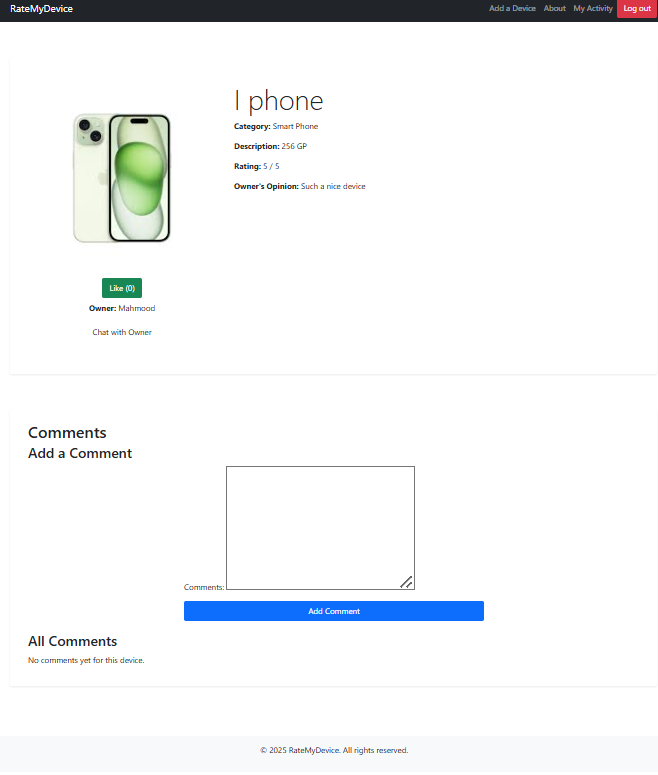 RateMyDevice
Add a Device About My Activity Log out
I phone
Category: Smart Phone
Description: 256 GP
Rating: 5 / 5
Owner's Opinion: Such a nice device
Like (0)
Owner: Mahmood
Chat with Owner
Comments
Add a Comment
Comments:
Add Comment
All Comments
No comments yet for this device.
© 2025 RateMyDevice. All rights reserved.